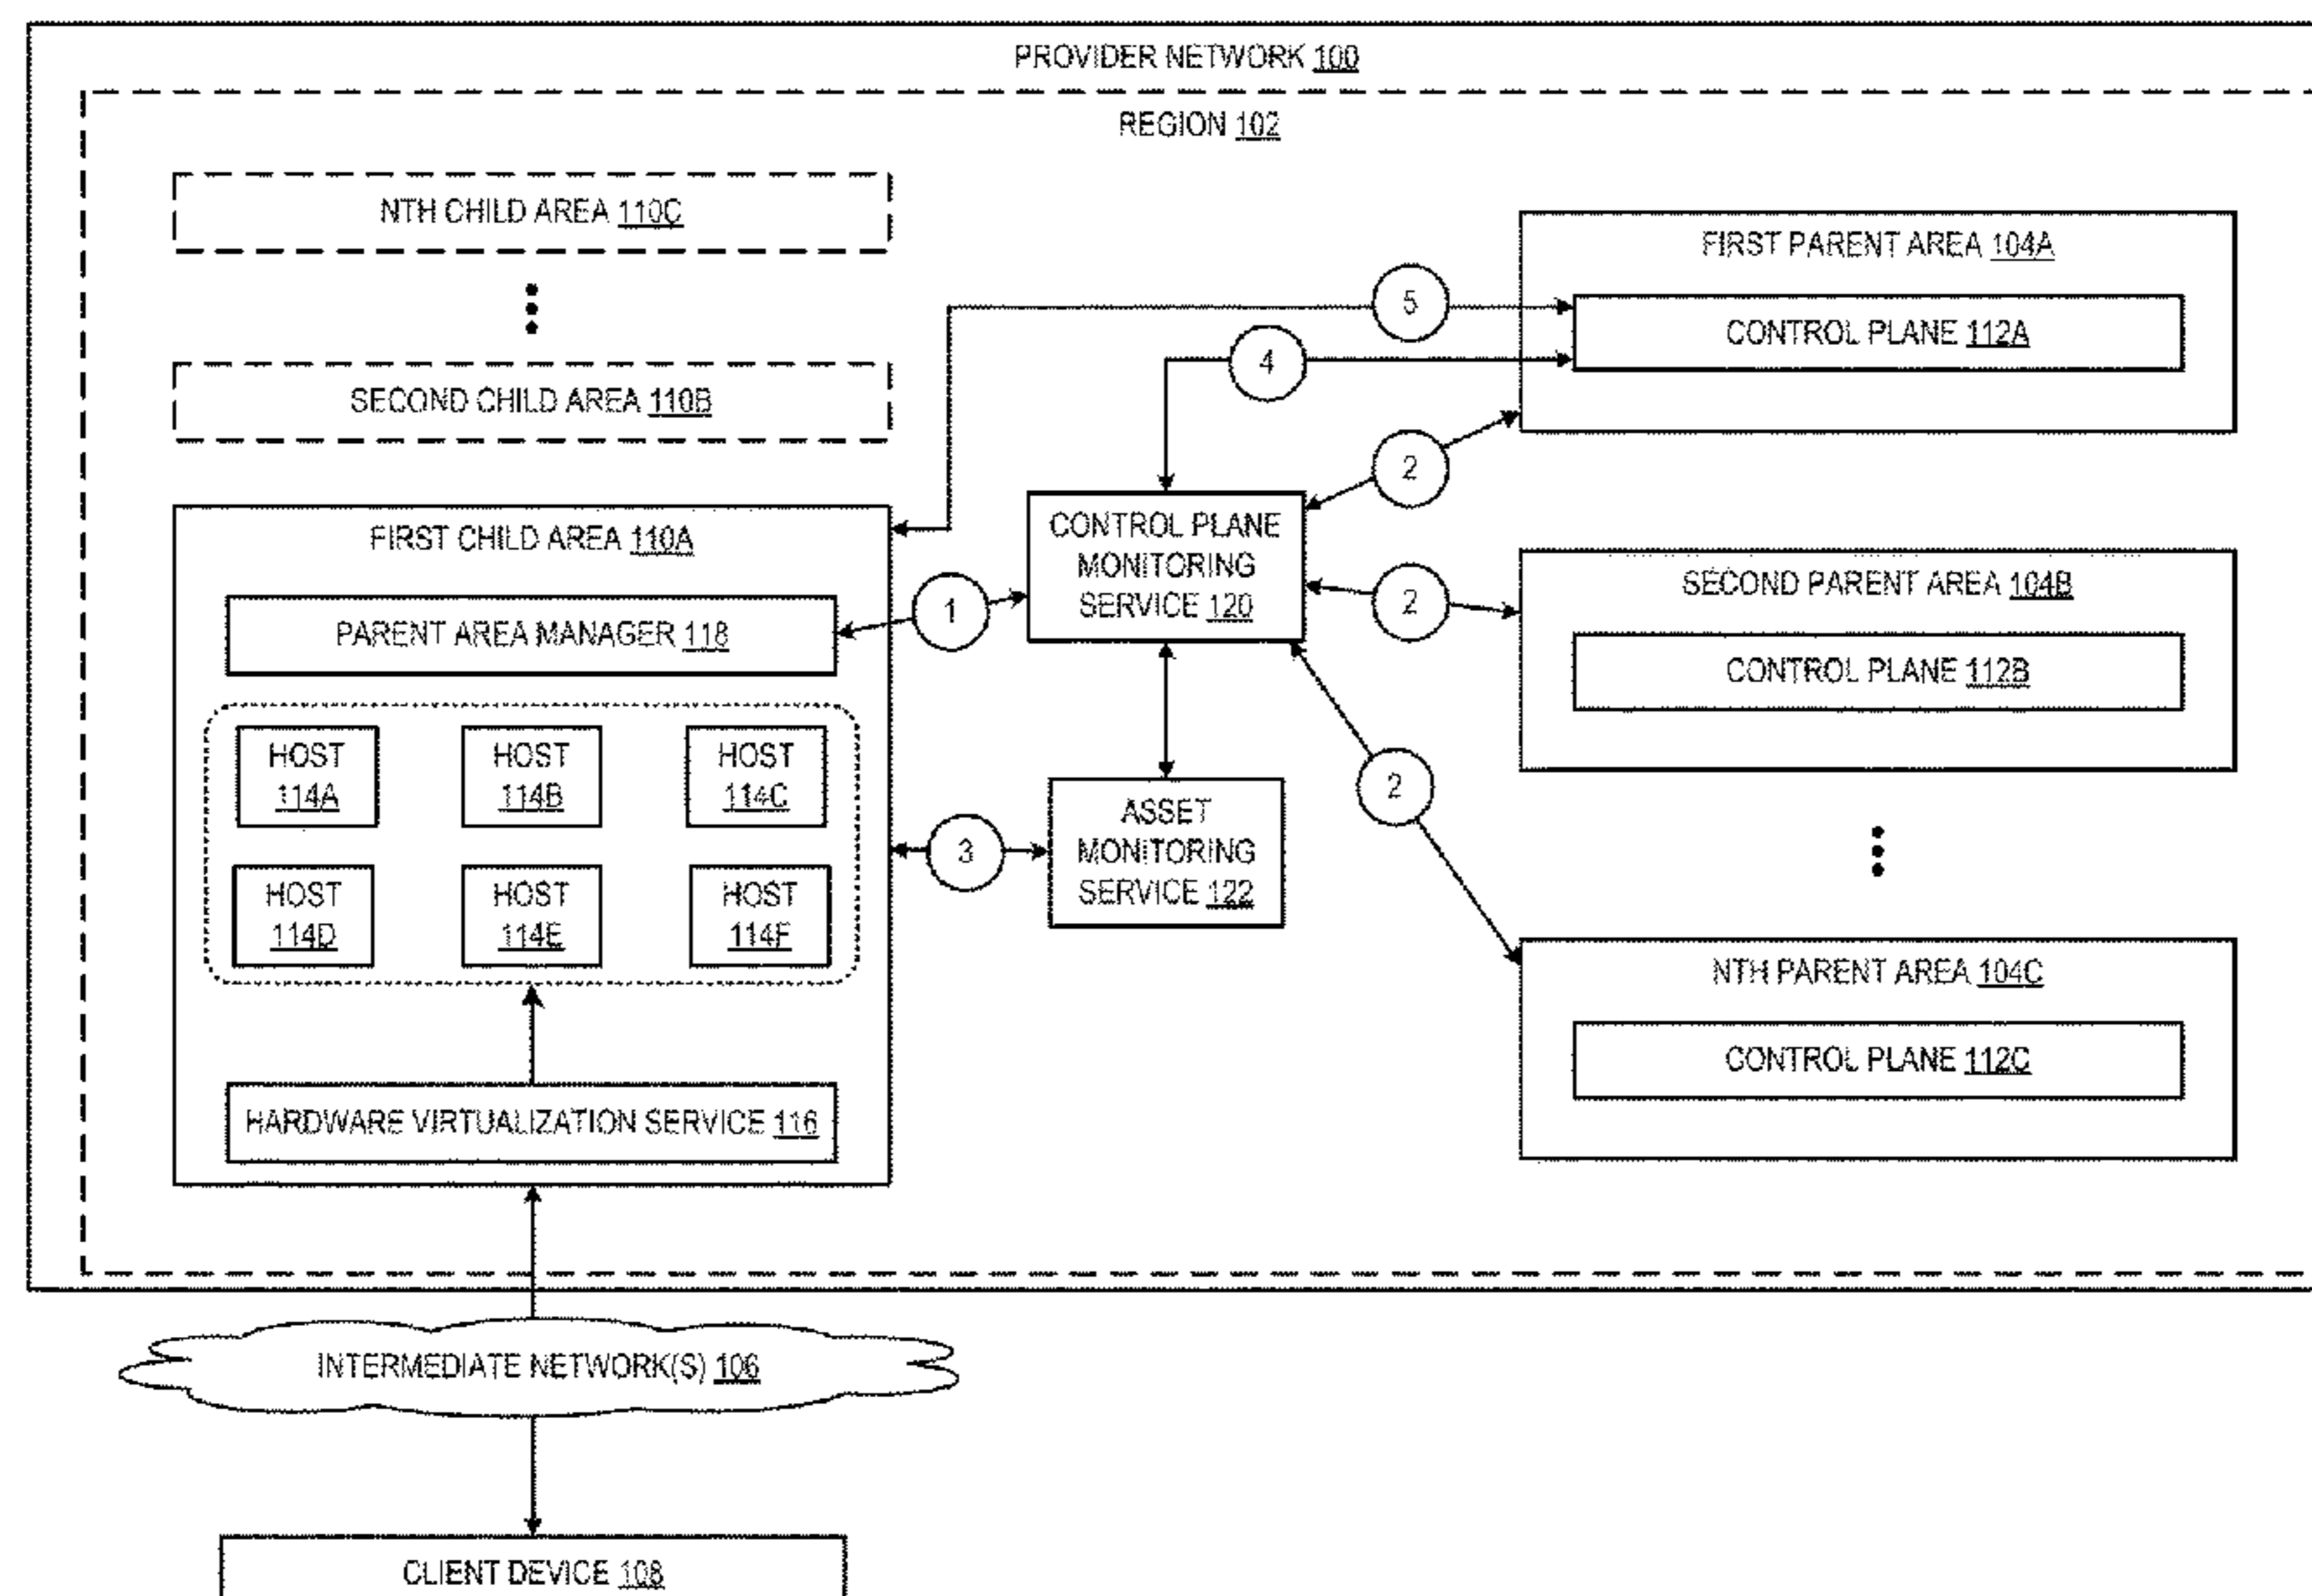 PROVIDER NETWORK 100
REGION 102
NTH CHILD AREA 110C
SECOND CHILD AREA 110B
FIRST CHILD AREA 110A
PARENT AREA MANAGER 118
HOST
114A
HOST
114B
HOST
114C
HOST
114D
HOST
114E
HOST
114F
HARDWARE VIRTUALIZATION SERVICE 116
1
3
CONTROL PLANE
MONITORING
SERVICE 120
ASSET
MONITORING
SERVICE 122
5
4
2
2
2
FIRST PARENT AREA 104A
CONTROL PLANE 112A
SECOND PARENT AREA 104B
CONTROL PLANE 112B
NTH PARENT AREA 104C
CONTROL PLANE 112C
INTERMEDIATE NETWORK(S) 106
CLIENT DEVICE 108